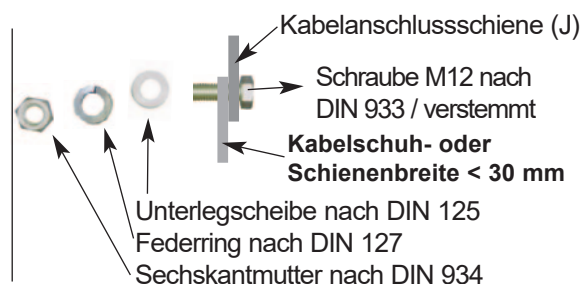 Kabelanschlussschiene (J)
Schraube M12 nach
DIN 933 / verstemmt
Kabelschuh- oder
Schienenbreite < 30 mm
Unterlegscheibe nach DIN 125
Federring nach DIN 127
Sechskantmutter nach DIN 934